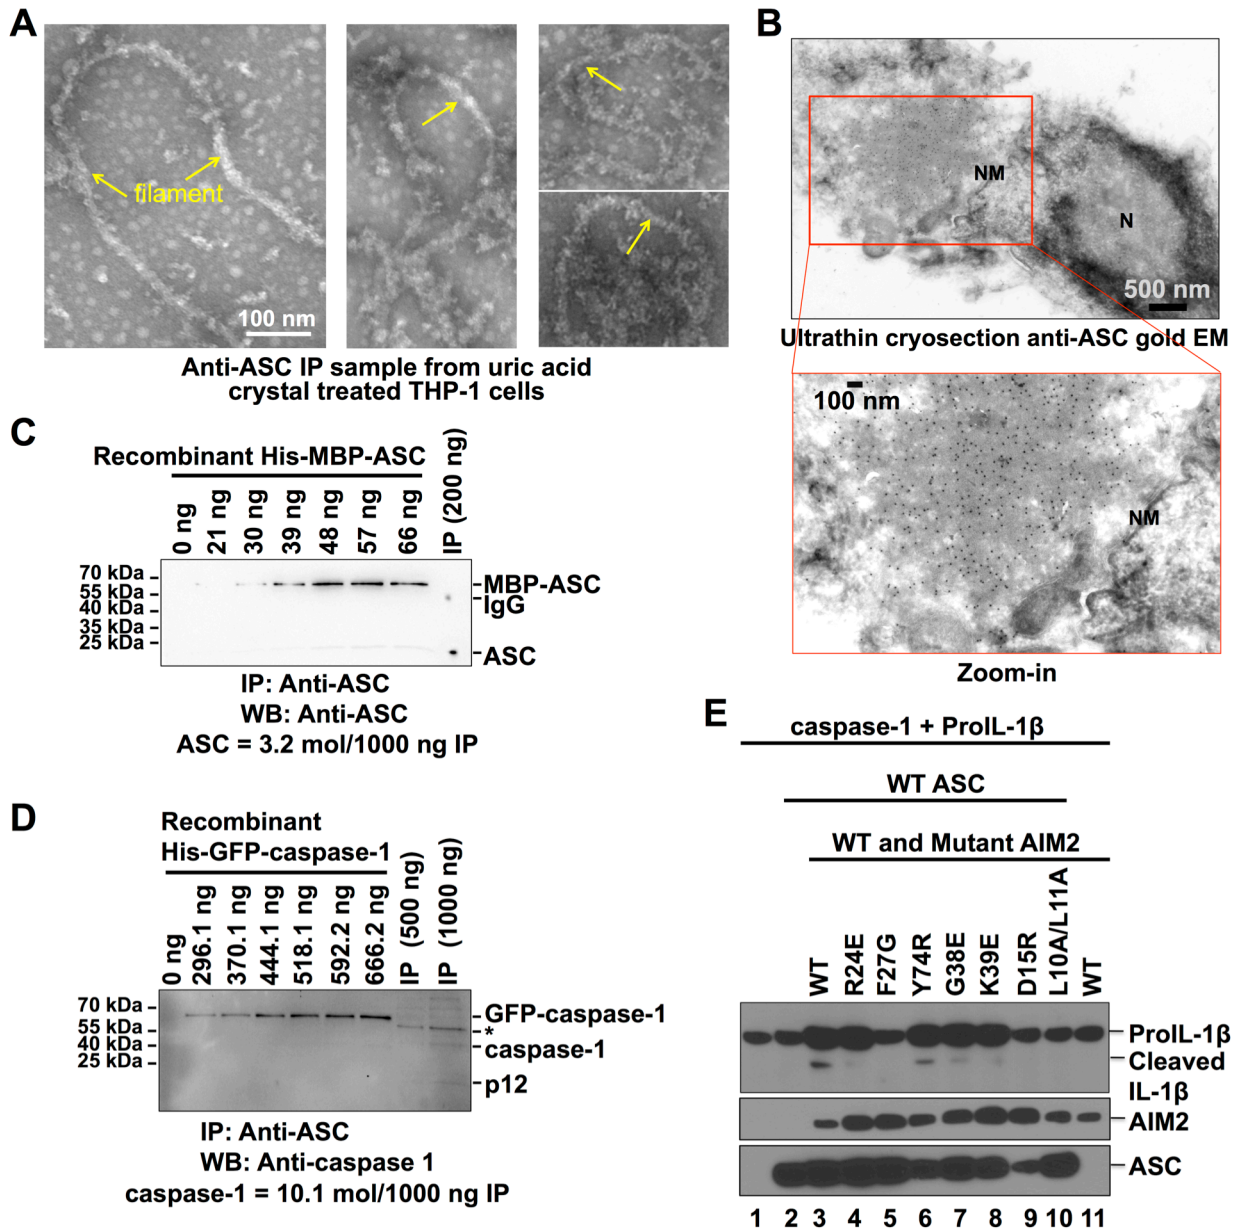 A
filament
100 nm
Anti-ASC IP sample from uric acid
crystal treated THP-1 cells
B
NM
N
500 nm
Ultrathin cryosection anti-ASC gold EM
100 nm
NM
Zoom-in
C
Recombinant His-MBP-ASC
0 ng
21 ng
30 ng
39 ng
48 ng
57 ng
66 ng
IP (200 ng)
70 kDa
55 kDa
40 kDa
35 kDa
25 kDa
MBP-ASC
IgG
ASC
IP: Anti-ASC
WB: Anti-ASC
ASC = 3.2 mol/1000 ng IP
D
Recombinant
His-GFP-caspase-1
0 ng
296.1 ng
370.1 ng
444.1 ng
518.1 ng
592.2 ng
666.2 ng
IP (500 ng)
IP (1000 ng)
70 kDa
55 kDa
40 kDa
25 kDa
GFP-caspase-1
*
caspase-1
p12
IP: Anti-ASC
WB: Anti-caspase 1
caspase-1 = 10.1 mol/1000 ng IP
E
caspase-1 + ProIL-1β
WT ASC
WT and Mutant AIM2
WT
R24E
F27G
Y74R
G38E
K39E
D15R
L10A/L11A
WT
ProIL-1β
Cleaved
IL-1β
AIM2
ASC
1 2 3 4 5 6 7 8 9 10 11